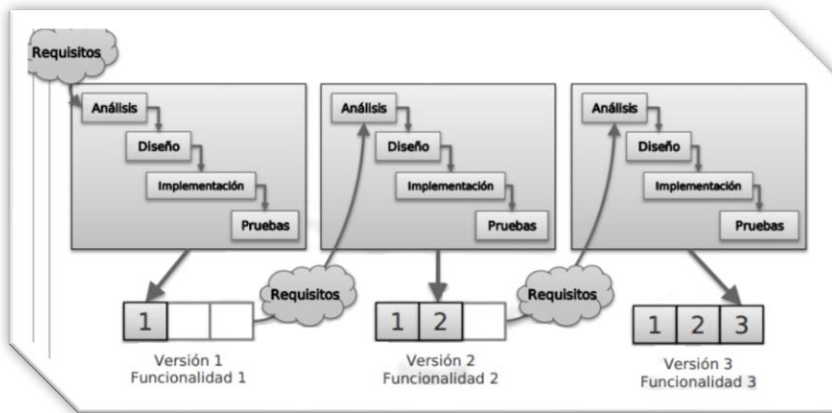 Requisitos
Análisis
Diseño
Implementación
Pruebas
Análisis
Diseño
Implementación
Pruebas
Análisis
Diseño
Implementación
Pruebas
Requisitos
Requisitos
1
1 2
1 2 3
Versión 1
Funcionalidad 1
Versión 2
Funcionalidad 2
Versión 3
Funcionalidad 3